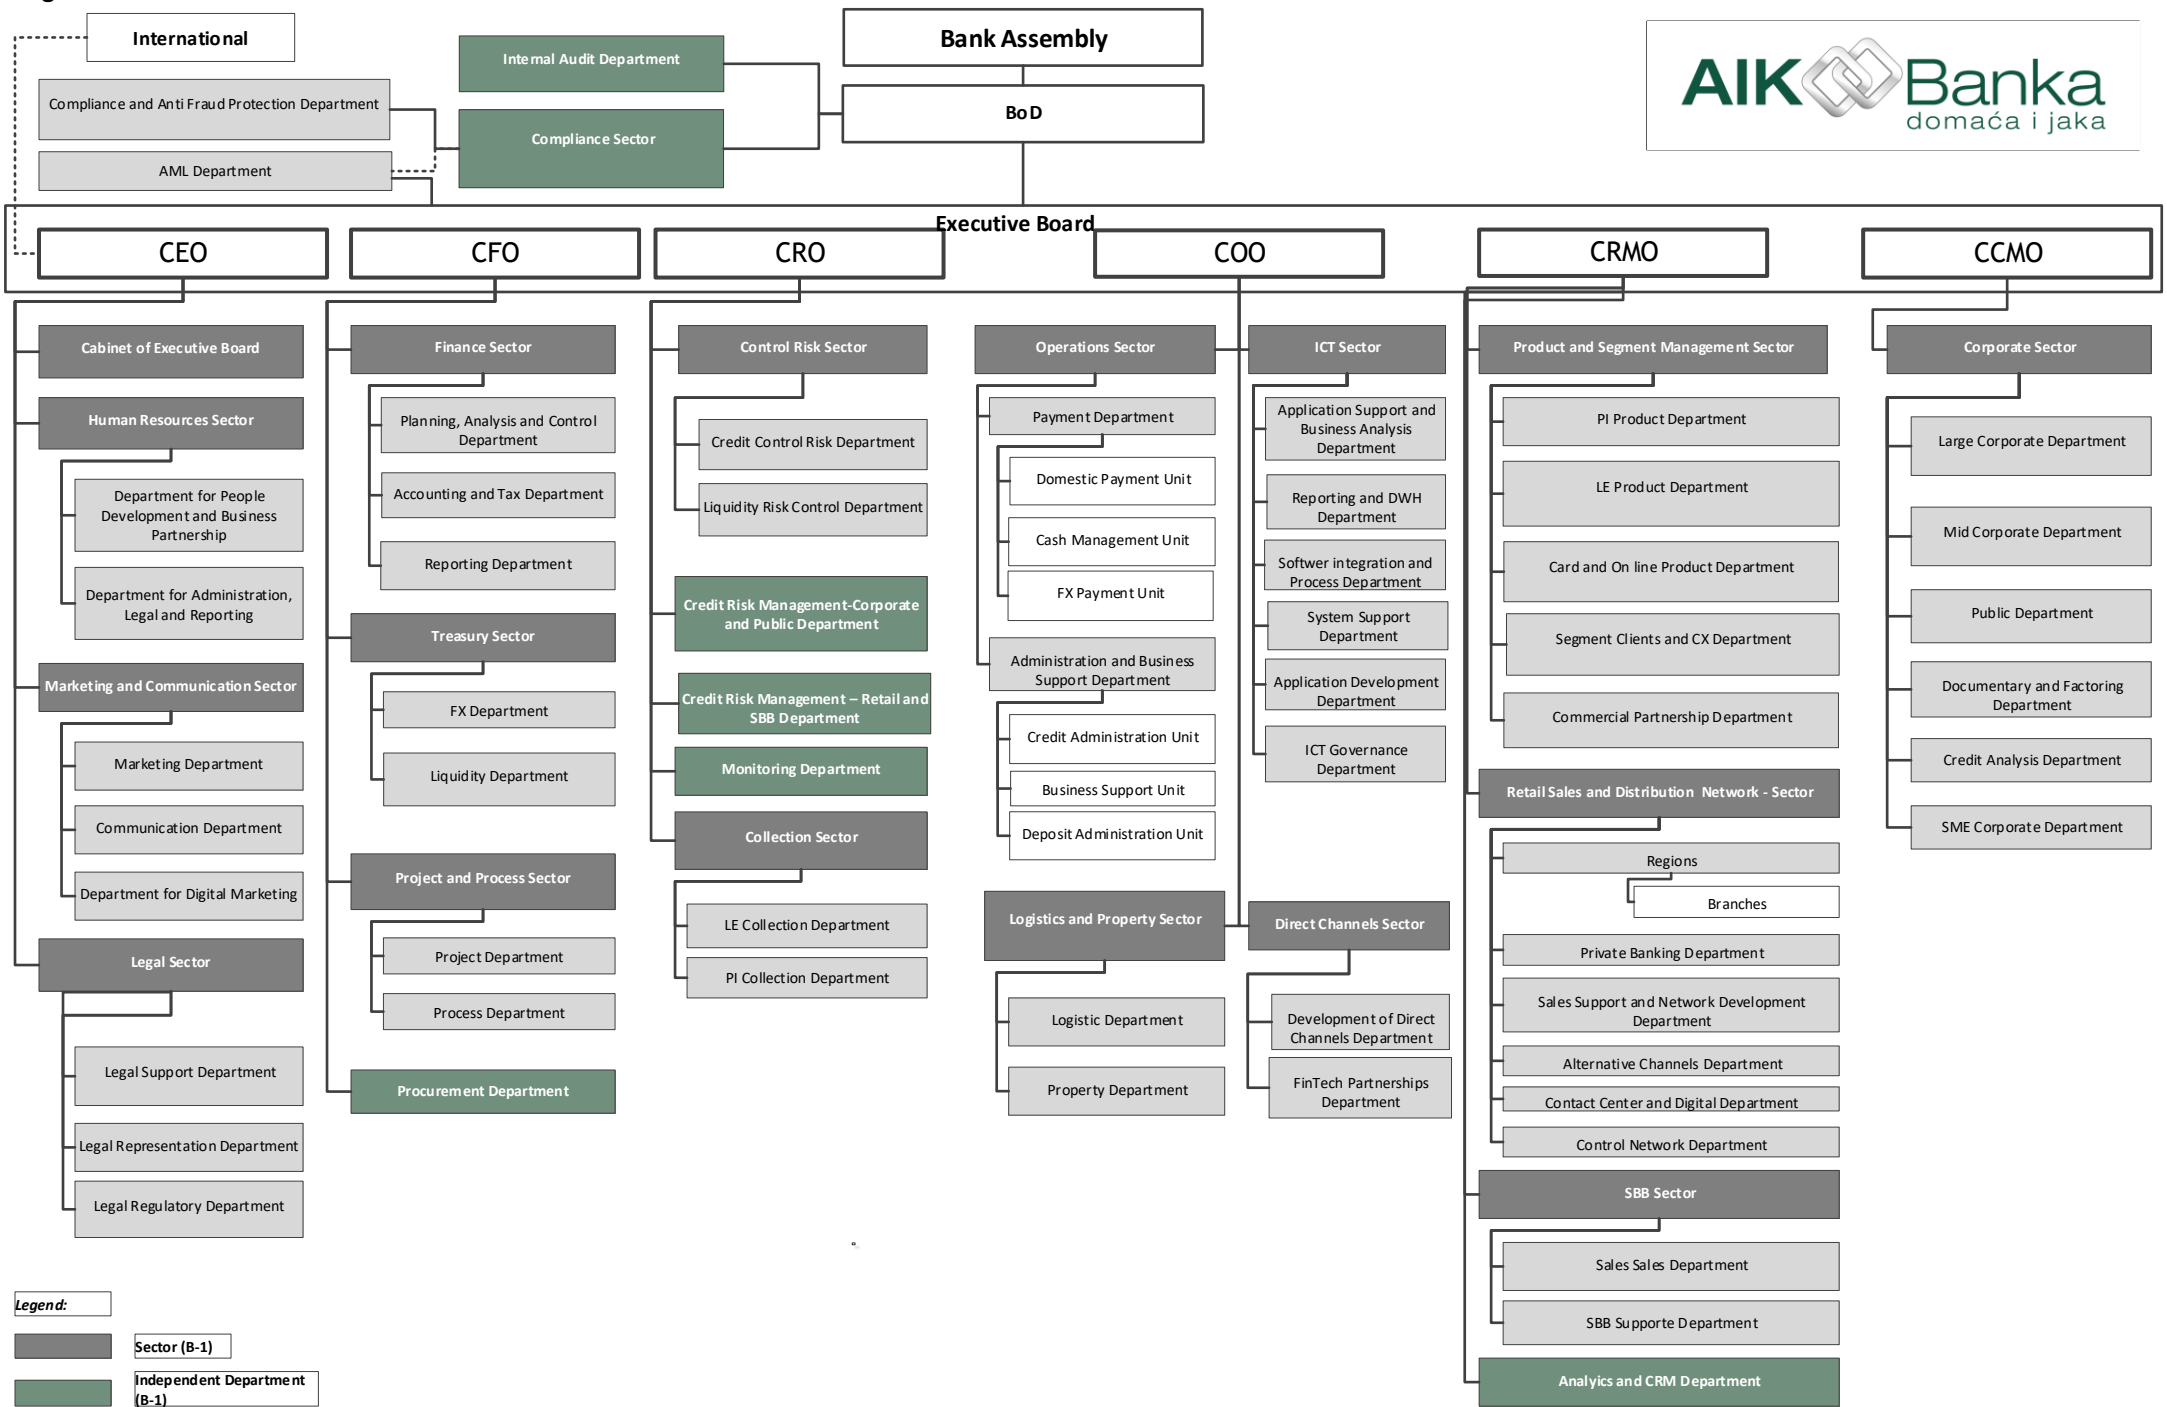 International
Bank Assembly
Internal Audit Department
Compliance and Anti Fraud Protection Department
BoD
Compliance Sector
AML Department
AIK Banka
domaća i jaka
Executive Board
CEO
CFO
CRO
COO
CRMO
CCMO
Cabinet of Executive Board
Human Resources Sector
Department for People
Development and Business
Partnership
Department for Administration,
Legal and Reporting
Marketing and Communication Sector
Marketing Department
Communication Department
Department for Digital Marketing
Legal Sector
Legal Support Department
Legal Representation Department
Legal Regulatory Department
Finance Sector
Planning, Analysis and Control
Department
Accounting and Tax Department
Reporting Department
Treasury Sector
FX Department
Liquidity Department
Project and Process Sector
Project Department
Process Department
Procurement Department
Control Risk Sector
Credit Control Risk Department
Liquidity Risk Control Department
Credit Risk Management-Corporate
and Public Department
Credit Risk Management – Retail and
SBB Department
Monitoring Department
Collection Sector
LE Collection Department
PI Collection Department
Operations Sector
Payment Department
Domestic Payment Unit
Cash Management Unit
FX Payment Unit
Administration and Business
Support Department
Credit Administration Unit
Business Support Unit
Deposit Administration Unit
Logistics and Property Sector
Logistic Department
Property Department
ICT Sector
Application Support and
Business Analysis
Department
Reporting and DWH
Department
Softwer integration and
Process Department
System Support
Department
Application Development
Department
ICT Governance
Department
Direct Channels Sector
Development of Direct
Channels Department
FinTech Partnerships
Department
Product and Segment Management Sector
PI Product Department
LE Product Department
Card and On line Product Department
Segment Clients and CX Department
Commercial Partnership Department
Retail Sales and Distribution Network - Sector
Regions
Branches
Private Banking Department
Sales Support and Network Development
Department
Alternative Channels Department
Contact Center and Digital Department
Control Network Department
SBB Sector
Sales Sales Department
SBB Supporte Department
Analyics and CRM Department
Corporate Sector
Large Corporate Department
Mid Corporate Department
Public Department
Documentary and Factoring
Department
Credit Analysis Department
SME Corporate Department
Legend:
Sector (B-1)
Independent Department
(B-1)